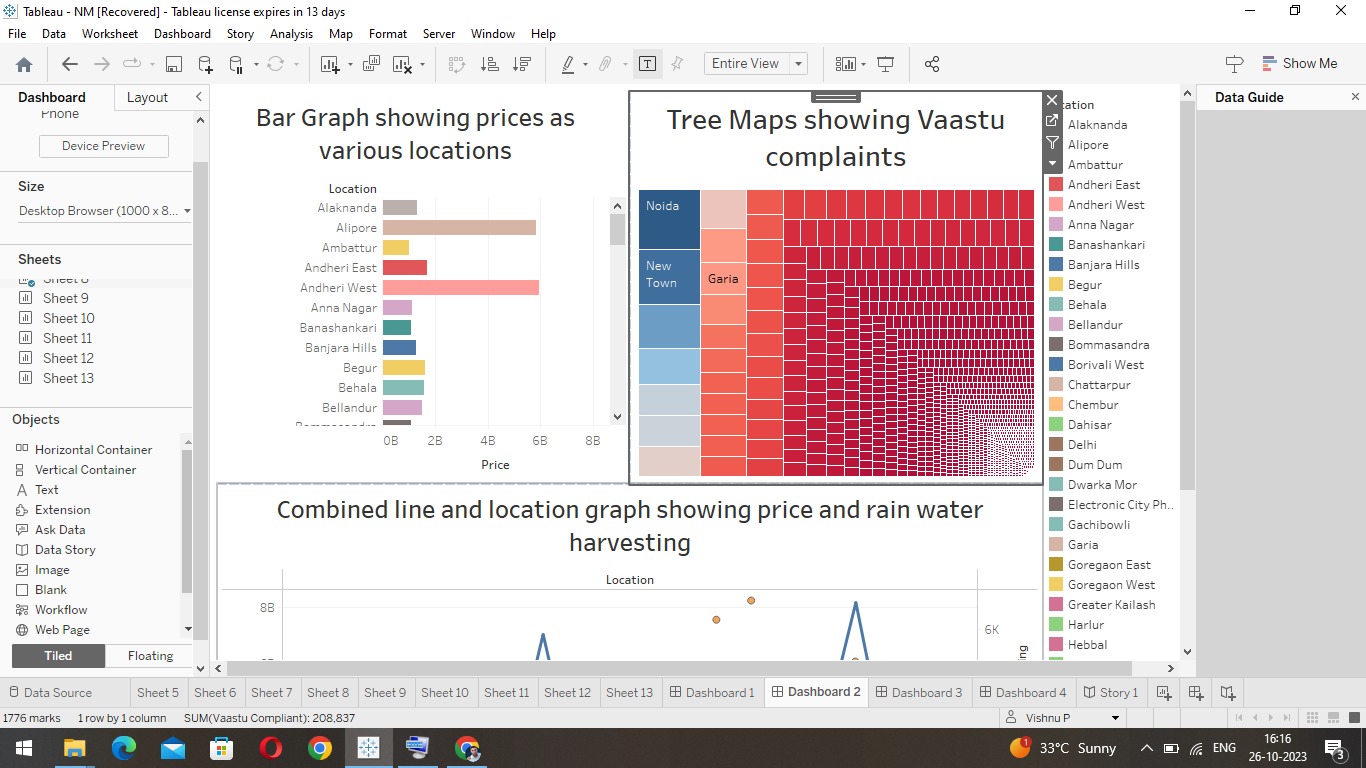 Tableau - NM [Recovered] - Tableau license expires in 13 days
File Data Worksheet Dashboard Story Analysis Map Format Server Window Help
Entire View
Show Me
Dashboard Layout
Phone
Device Preview
Size
Desktop Browser (1000 x 8...
Sheets
Sheet 8
Sheet 9
Sheet 10
Sheet 11
Sheet 12
Sheet 13
Objects
Horizontal Container
Vertical Container
Text
Extension
Ask Data
Data Story
Image
Blank
Workflow
Web Page
Tiled Floating
Bar Graph showing prices as
various locations
Location
Alaknanda
Alipore
Ambattur
Andheri East
Andheri West
Anna Nagar
Banashankari
Banjara Hills
Begur
Behala
Bellandur
Bommasandra
0B 2B 4B 6B 8B
Price
Tree Maps showing Vaastu
complaints
Noida
New
Town
Garia
Combined line and location graph showing price and rain water
harvesting
Location
8B
6K
ing
cation
Alaknanda
Alipore
Ambattur
Andheri East
Andheri West
Anna Nagar
Banashankari
Banjara Hills
Begur
Behala
Bellandur
Bommasandra
Borivali West
Chattarpur
Chembur
Dahisar
Delhi
Dum Dum
Dwarka Mor
Electronic City Ph..
Gachibowli
Garia
Goregaon East
Goregaon West
Greater Kailash
Harlur
Hebbal
Data Guide
Data Source Sheet 5 Sheet 6 Sheet 7 Sheet 8 Sheet 9 Sheet 10 Sheet 11 Sheet 12 Sheet 13 Dashboard 1 Dashboard 2 Dashboard 3 Dashboard 4 Story 1
1776 marks 1 row by 1 column SUM(Vaastu Compliant): 208,837
Vishnu P
1
33°C Sunny
ENG
16:16
26-10-2023
3